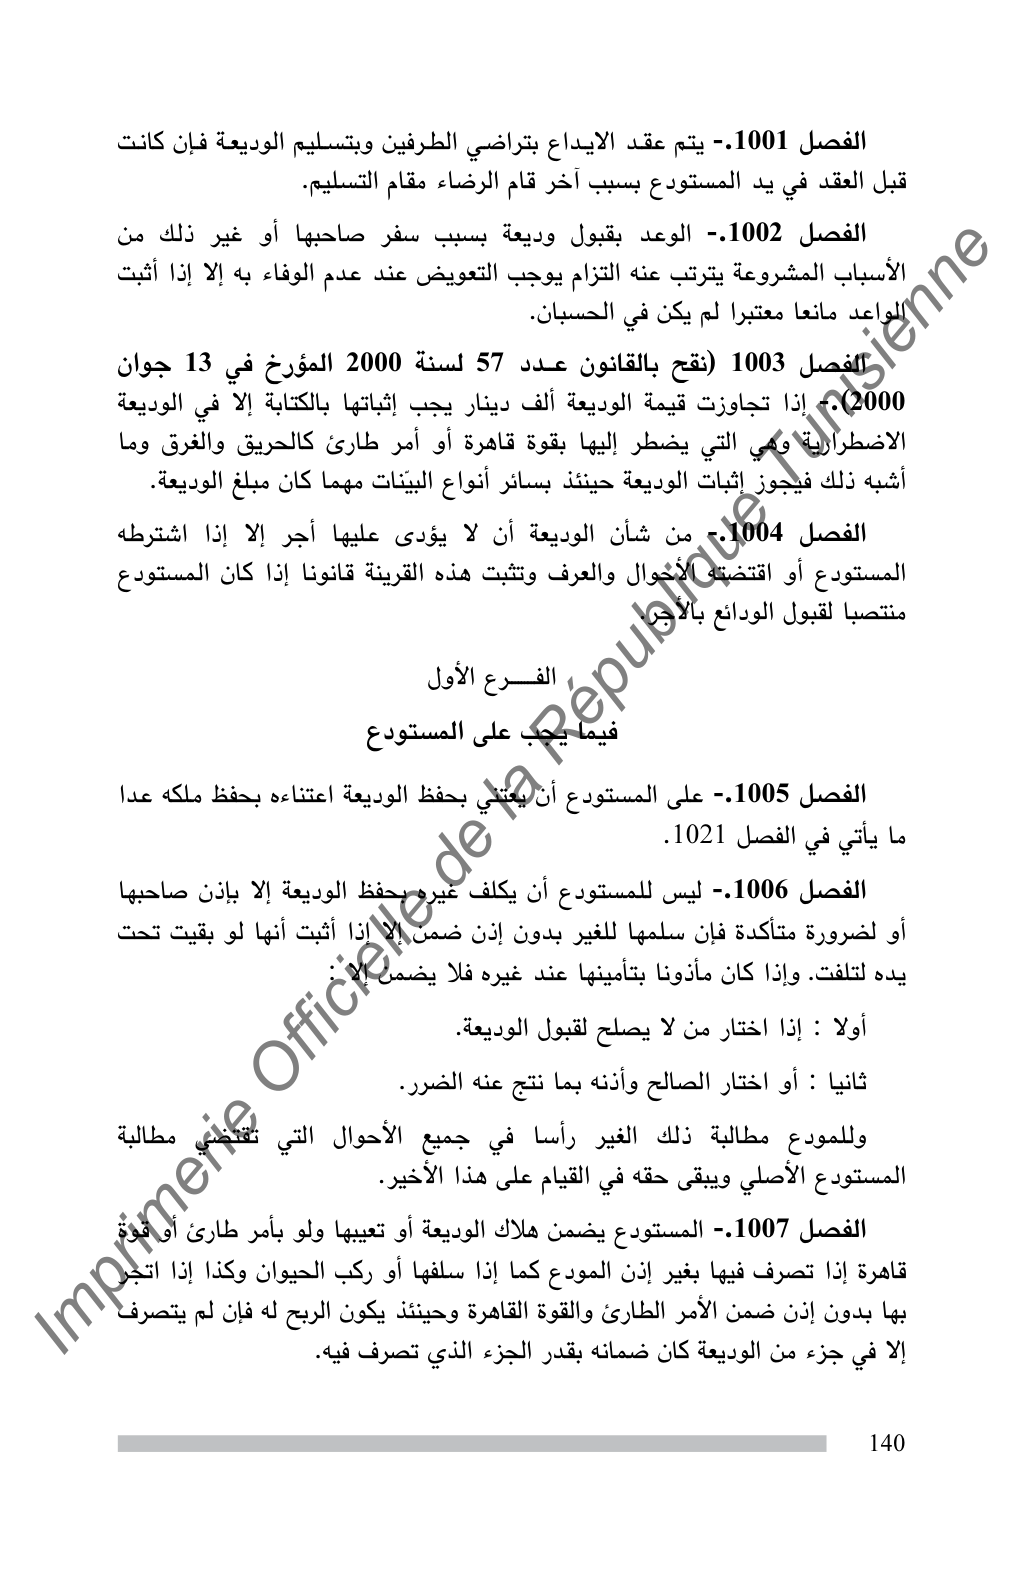 الفصل 1001.- يتم عقد الايداع بتراضي الطرفين وبتسليم الوديعة فإن كانت
قبل العقد في يد المستودع بسبب آخر قام الرضاء مقام التسليم.
الفصل 1002.- الوعد بقبول وديعة بسبب سفر صاحبها أو غير ذلك من
الأسباب المشروعة يترتب عنه التزام يوجب التعويض عند عدم الوفاء به إلا إذا أثبت
الواعد مانعا معتبرا لم يكن في الحسبان.
الفصل 1003 (نقح بالقانون عـدد 57 لسنة 2000 المؤرخ في 13 جوان
2000).- إذا تجاوزت قيمة الوديعة ألف دينار يجب إثباتها بالكتابة إلا في الوديعة
الاضطرارية وهي التي يضطر إليها بقوة قاهرة أو أمر طارئ كالحريق والغرق وما
أشبه ذلك فيجوز إثبات الوديعة حينئذ بسائر أنواع البيّنات مهما كان مبلغ الوديعة.
الفصل 1004.- من شأن الوديعة أن لا يؤدى عليها أجر إلا إذا اشترطه
المستودع أو اقتضته الأحوال والعرف وتثبت هذه القرينة قانونا إذا كان المستودع
منتصبا لقبول الودائع بالأجر.
الفــــرع الأول
فيما يجب على المستودع
الفصل 1005.- على المستودع أن يعتني بحفظ الوديعة اعتناءه بحفظ ملكه عدا
ما يأتي في الفصل 1021.
الفصل 1006.- ليس للمستودع أن يكلف غيره بحفظ الوديعة إلا بإذن صاحبها
أو لضرورة متأكدة فإن سلمها للغير بدون إذن ضمن إلا إذا أثبت أنها لو بقيت تحت
يده لتلفت. وإذا كان مأذونا بتأمينها عند غيره فلا يضمن إلا :
أولا : إذا اختار من لا يصلح لقبول الوديعة.
ثانيا : أو اختار الصالح وأذنه بما نتج عنه الضرر.
وللمودع مطالبة ذلك الغير رأسا في جميع الأحوال التي تقتضي مطالبة
المستودع الأصلي ويبقى حقه في القيام على هذا الأخير.
الفصل 1007.- المستودع يضمن هلاك الوديعة أو تعييبها ولو بأمر طارئ أو قوة
قاهرة إذا تصرف فيها بغير إذن المودع كما إذا سلفها أو ركب الحيوان وكذا إذا اتجر
بها بدون إذن ضمن الأمر الطارئ والقوة القاهرة وحينئذ يكون الربح له فإن لم يتصرف
إلا في جزء من الوديعة كان ضمانه بقدر الجزء الذي تصرف فيه.
140
Imprimerie Officielle de la République Tunisienne